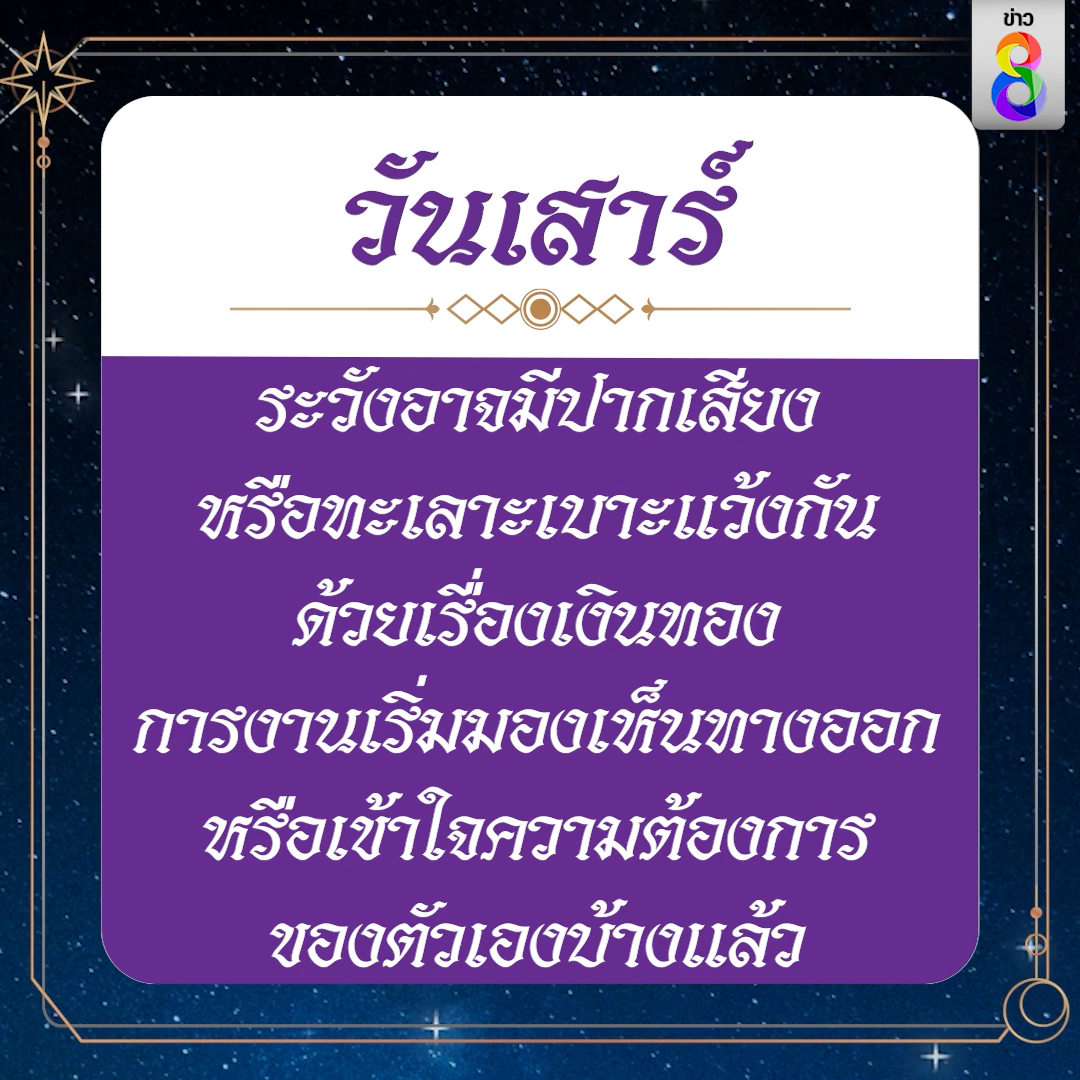 ข่าว
8
วันเสาร์
ระวังอาจมีปากเสียง
หรือทะเลาะเบาะแว้งกัน
ด้วยเรื่องเงินทอง
การงานเริ่มมองเห็นทางออก
หรือเข้าใจความต้องการ
ของตัวเองบ้างแล้ว